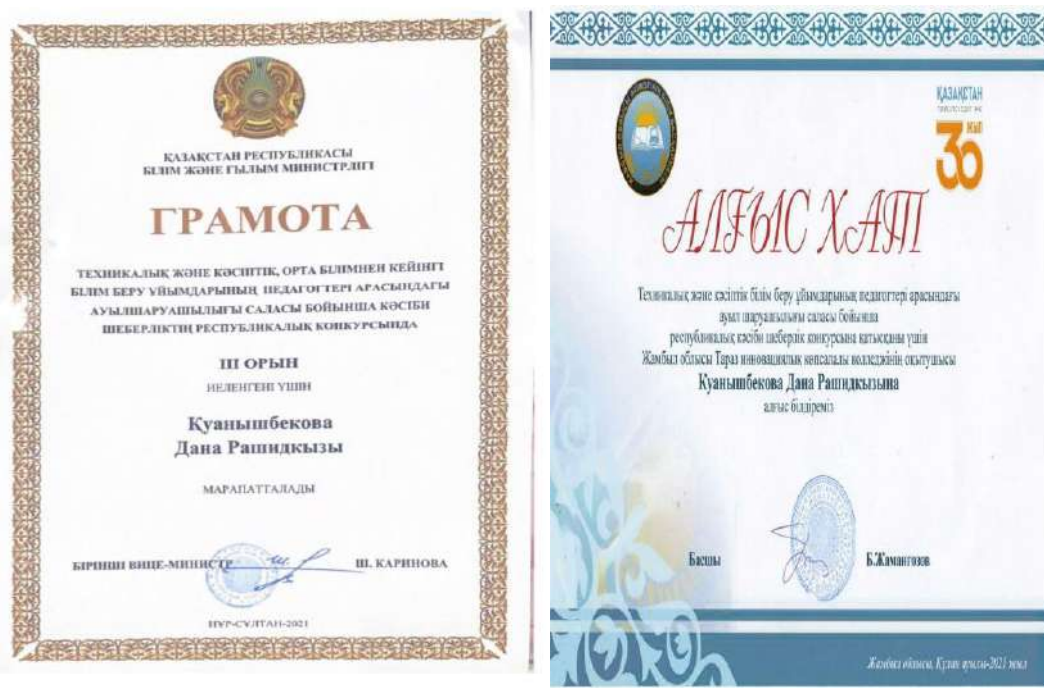 ҚАЗАҚСТАН РЕСПУБЛИКАСЫ
БІЛІМ ЖӘНЕ ҒЫЛЫМ МИНИСТРЛІГІ
ГРАМОТА
ТЕХНИКАЛЫҚ ЖӘНЕ КӘСІПТІК, ОРТА БІЛІМНЕН КЕЙІНГІ
БІЛІМ БЕРУ ҰЙЫМДАРЫНЫҢ ПЕДАГОГТЕРІ АРАСЫНДАҒЫ
АУЫЛШАРУАШЫЛЫҒЫ САЛАСЫ БОЙЫНША КӘСІБИ
ШЕБЕРЛІКТІҢ РЕСПУБЛИКАЛЫҚ КОНКУРСЫНДА
ІІІ ОРЫН
ИЕЛЕНГЕНІ ҮШІН
Қуанышбекова
Дана Рашидкызы
МАРАПАТТАЛАДЫ
БІРІНШІ ВИЦЕ-МИНИСТР Ш. КАРИНОВА
НҰР-СҰЛТАН-2021
ҚАЗАҚСТАН
30 ЖЫЛ
АЛҒЫС ХАТ
Техникалық және кәсіптік білім беру ұйымдарының педагогтері арасындағы
ауыл шаруашылығы саласы бойынша
республикалық кәсіби шеберлік конкурсына қатысқаны үшін
Жамбыл облысы Тараз инновациялық көпсалалы колледжінің оқытушысы
Куанышбекова Дана Рашидкызына
алғыс білдіреміз
Басшы Б.Жамангозов
Жамбыл облысы, Құлан ауылы-2021 жыл